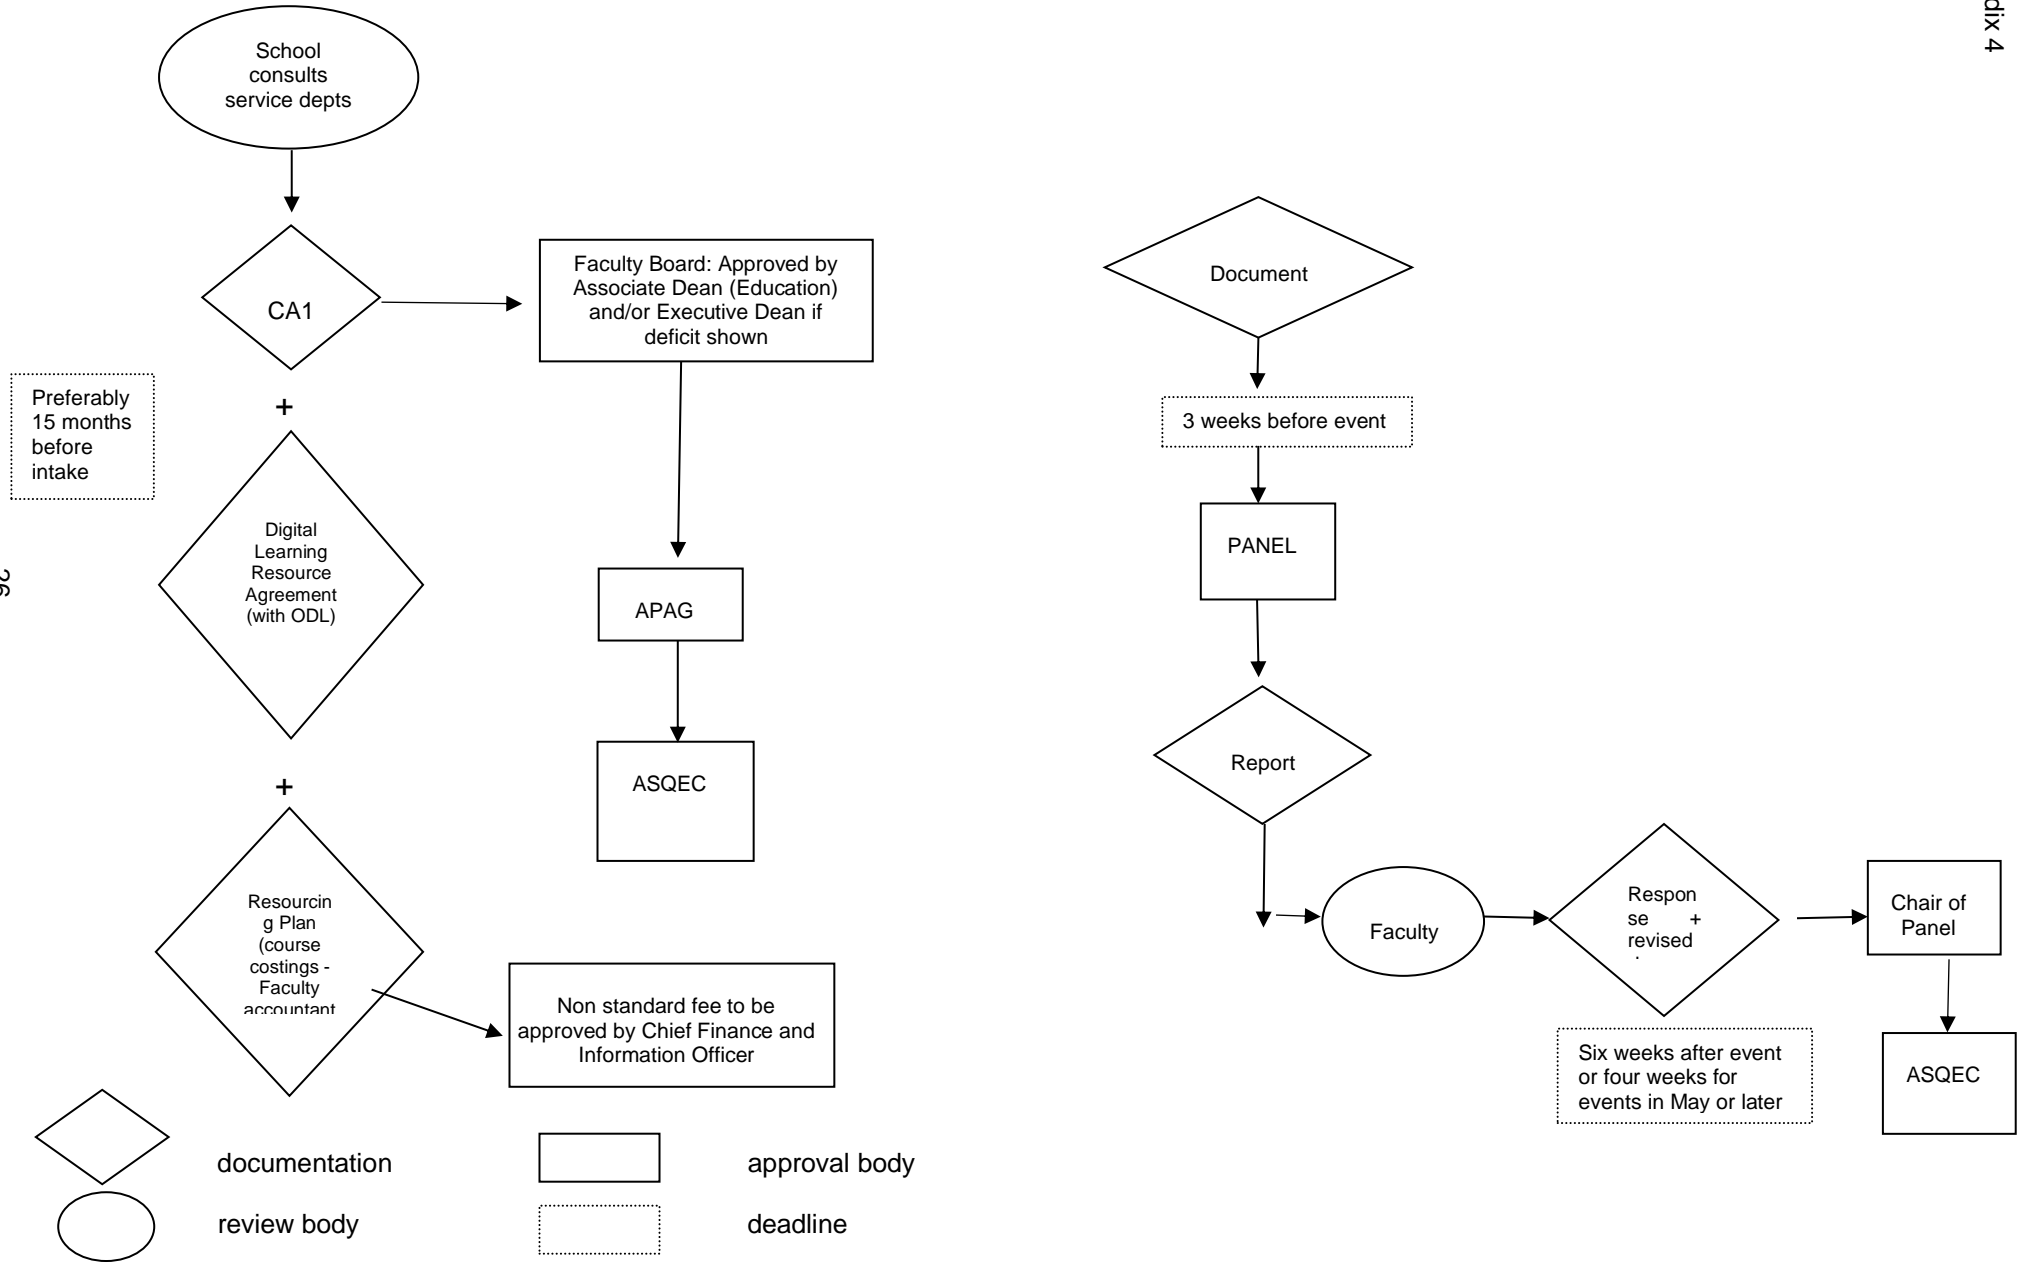 dix 4
School
consults
service depts
CA1
Faculty Board: Approved by
Associate Dean (Education)
and/or Executive Dean if
deficit shown
Preferably
15 months
before
intake
+
Digital
Learning
Resource
Agreement
(with ODL)
APAG
ASQEC
+
Resourcin
g Plan
(course
costings -
Faculty
accountant
Non standard fee to be
approved by Chief Finance and
Information Officer
Document
3 weeks before event
PANEL
Report
Faculty
Respon
se +
revised
Chair of
Panel
Six weeks after event
or four weeks for
events in May or later
ASQEC
documentation
approval body
review body
deadline
26